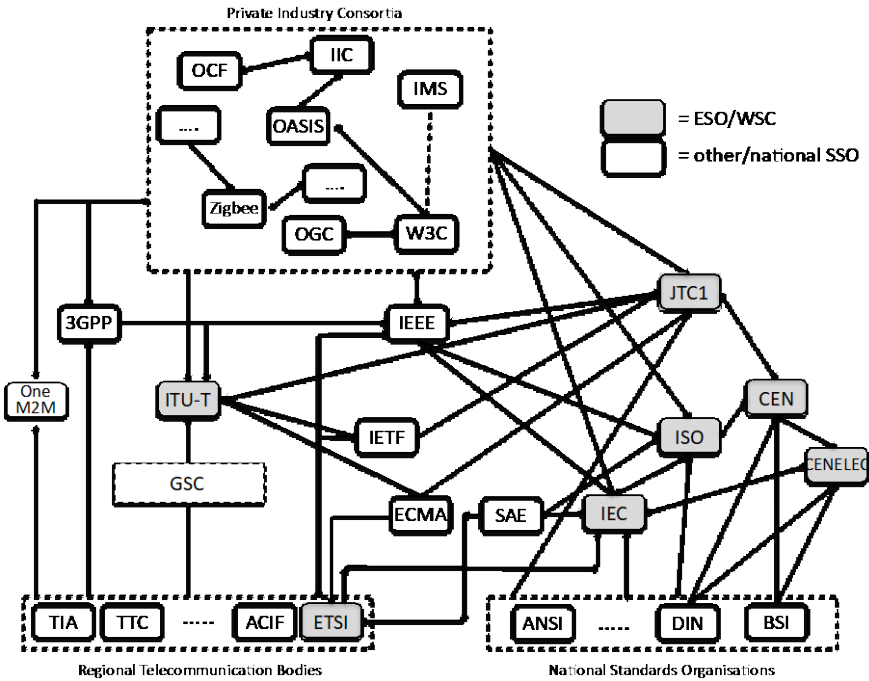 Private Industry Consortia
OCF
IIC
IMS
....
OASIS
= ESO/WSC
= other/national SSO
Zigbee
....
OGC
W3C
JTC1
3GPP
IEEE
One
M2M
ITU-T
CEN
IETF
ISO
CENELEC
GSC
ECMA
SAE
IEC
TIA
TTC
.....
ACIF
ETSI
ANSI
.....
DIN
BSI
Regional Telecommunication Bodies
National Standards Organisations